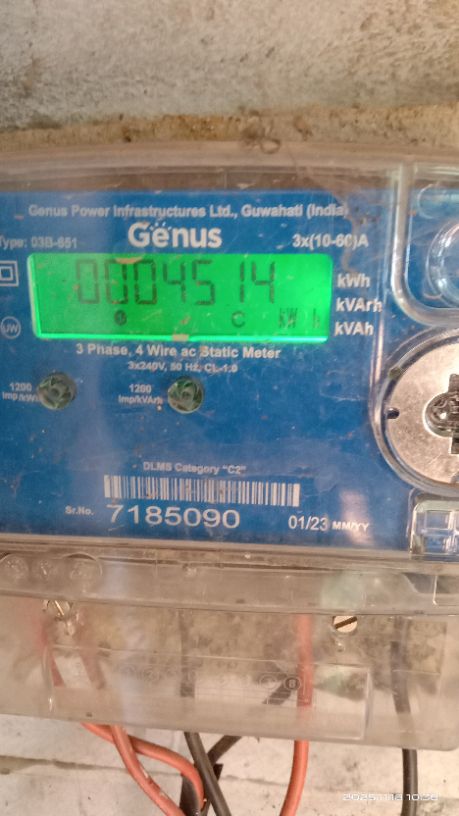 Genus Power Infrastructures Ltd., Guwahati (India)
Type: 03B-651
Genus
3x(10-60)A
0004514
kWh
kVArh
kVAh
C kWh
UW
3 Phase, 4 Wire ac Static Meter
3x240V, 50 Hz, CL-1.0
1200
Imp/kWh
1200
Imp/kVArh
DLMS Category "C2"
Sr.No. 7185090
01/23 MM/YY